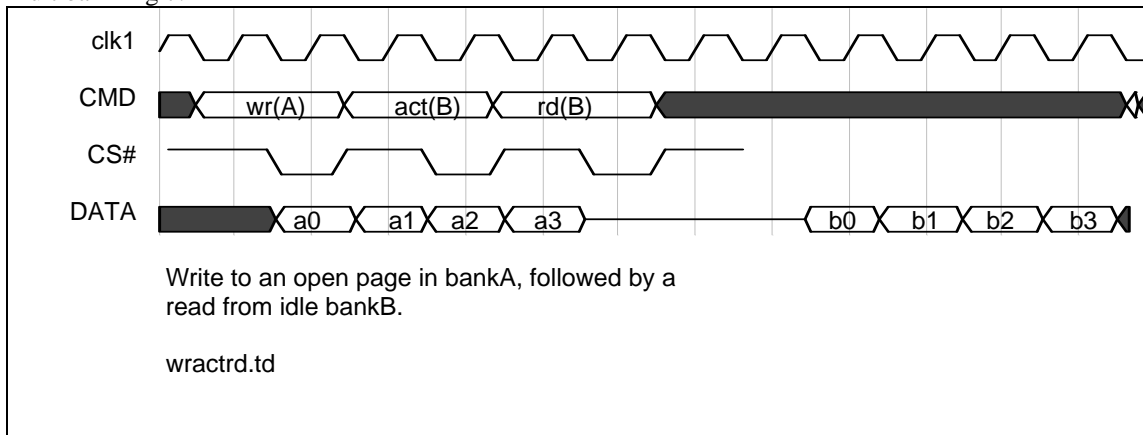 clk1
CMD wr(A) act(B) rd(B)
CS#
DATA a0 a1 a2 a3 b0 b1 b2 b3
Write to an open page in bankA, followed by a
read from idle bankB.
wractrd.td